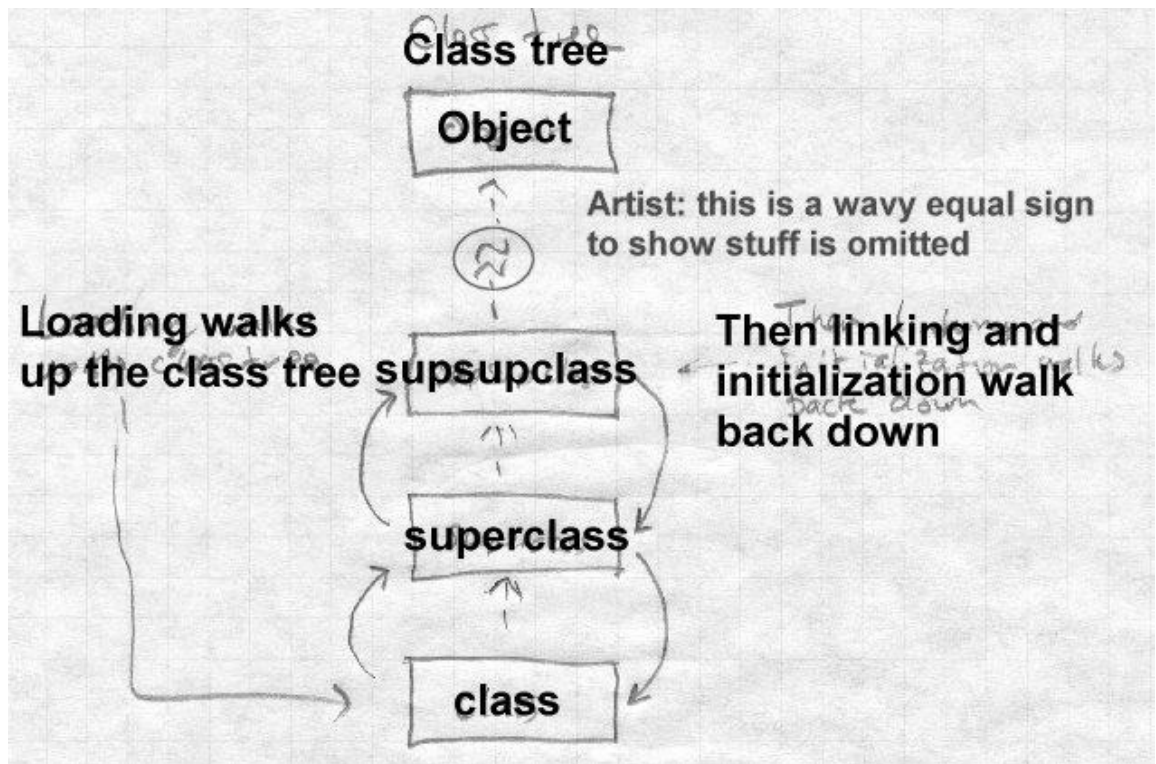 Class tree
Object
Artist: this is a wavy equal sign
to show stuff is omitted
Loading walks
up the class tree
supsupclass
Then linking and
initialization walk
back down
superclass
class